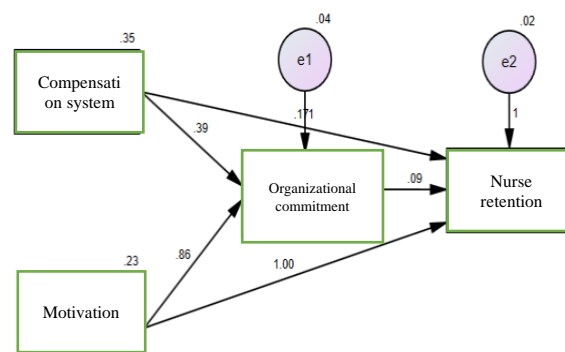 .04
.02
.35
e1
e2
Compensati
on system
.171
1
.39
Organizational
commitment
.09
Nurse
retention
.86
.23
1.00
Motivation